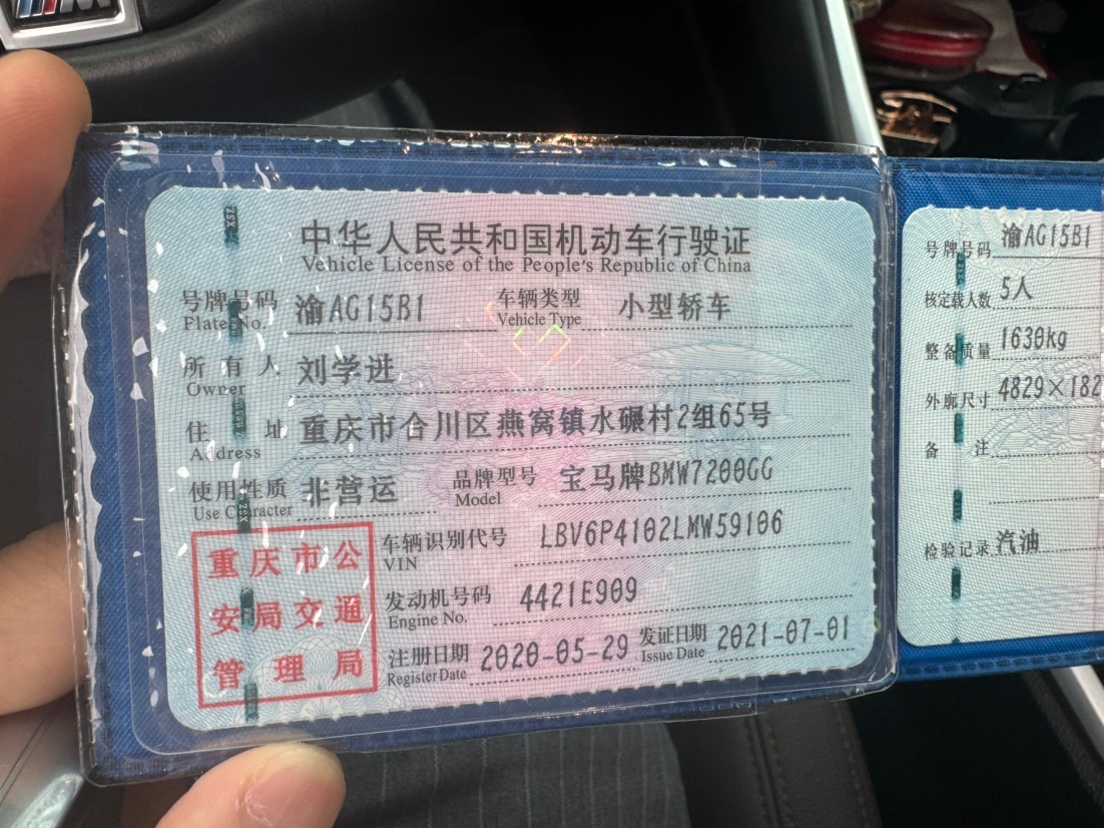 中华人民共和国机动车行驶证
Vehicle License of the People's Republic of China
号牌号码 渝AG15B1 车辆类型 小型轿车
Plate No. Vehicle Type
所有人 刘学进
Owner
住址 重庆市合川区燕窝镇水碾村2组65号
Address
使用性质 非营运 品牌型号 宝马牌BMW7200GG
Use Character Model
车辆识别代号 LBV6P4102LMW59106
VIN
发动机号码 4421E909
Engine No.
注册日期 2020-05-29 发证日期 2021-07-01
Register Date Issue Date
重庆市公
安局交通
管理局
号牌号码 渝AG15B1
核定载人数 5人
整备质量 1630kg
外廓尺寸 4829×182
备注
检验记录 汽油